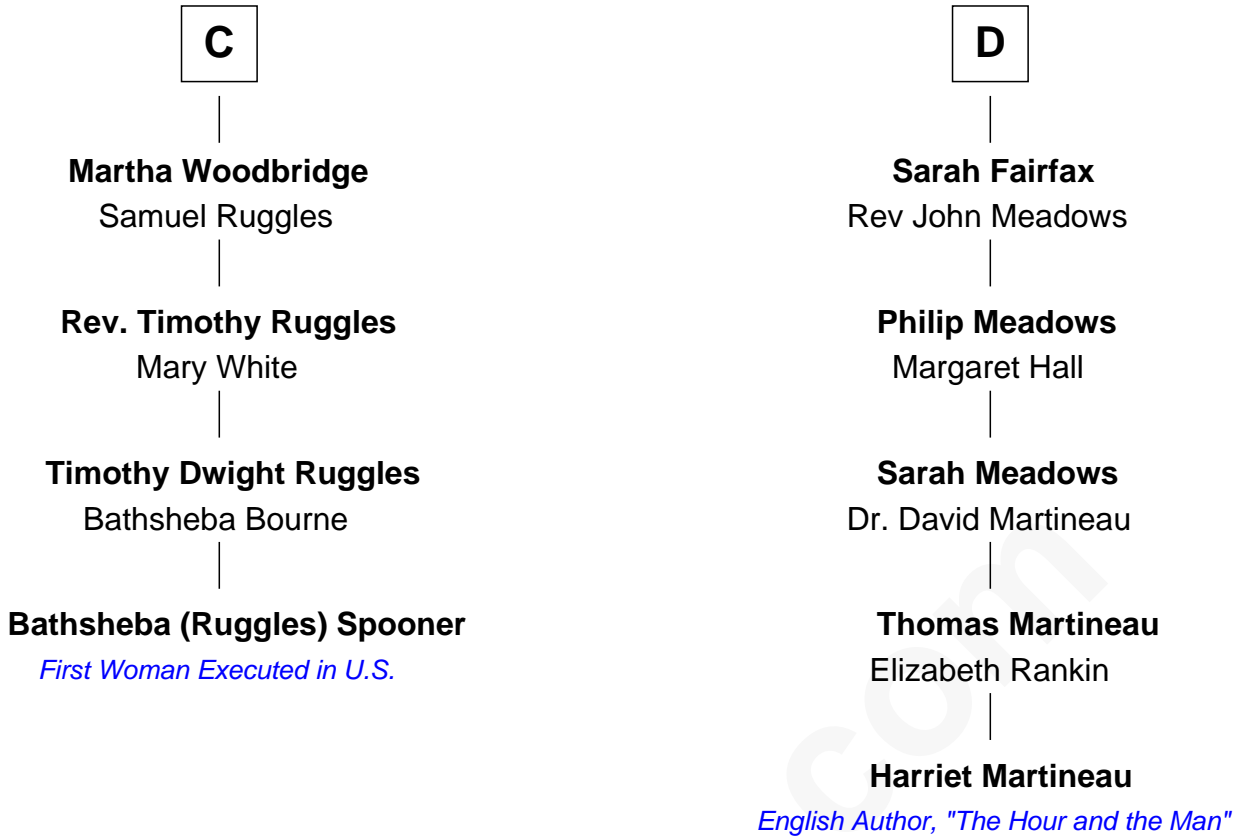 C
Martha Woodbridge
Samuel Ruggles
Rev. Timothy Ruggles
Mary White
Timothy Dwight Ruggles
Bathsheba Bourne
Bathsheba (Ruggles) Spooner
First Woman Executed in U.S.
D
Sarah Fairfax
Rev John Meadows
Philip Meadows
Margaret Hall
Sarah Meadows
Dr. David Martineau
Thomas Martineau
Elizabeth Rankin
Harriet Martineau
English Author, "The Hour and the Man"
com